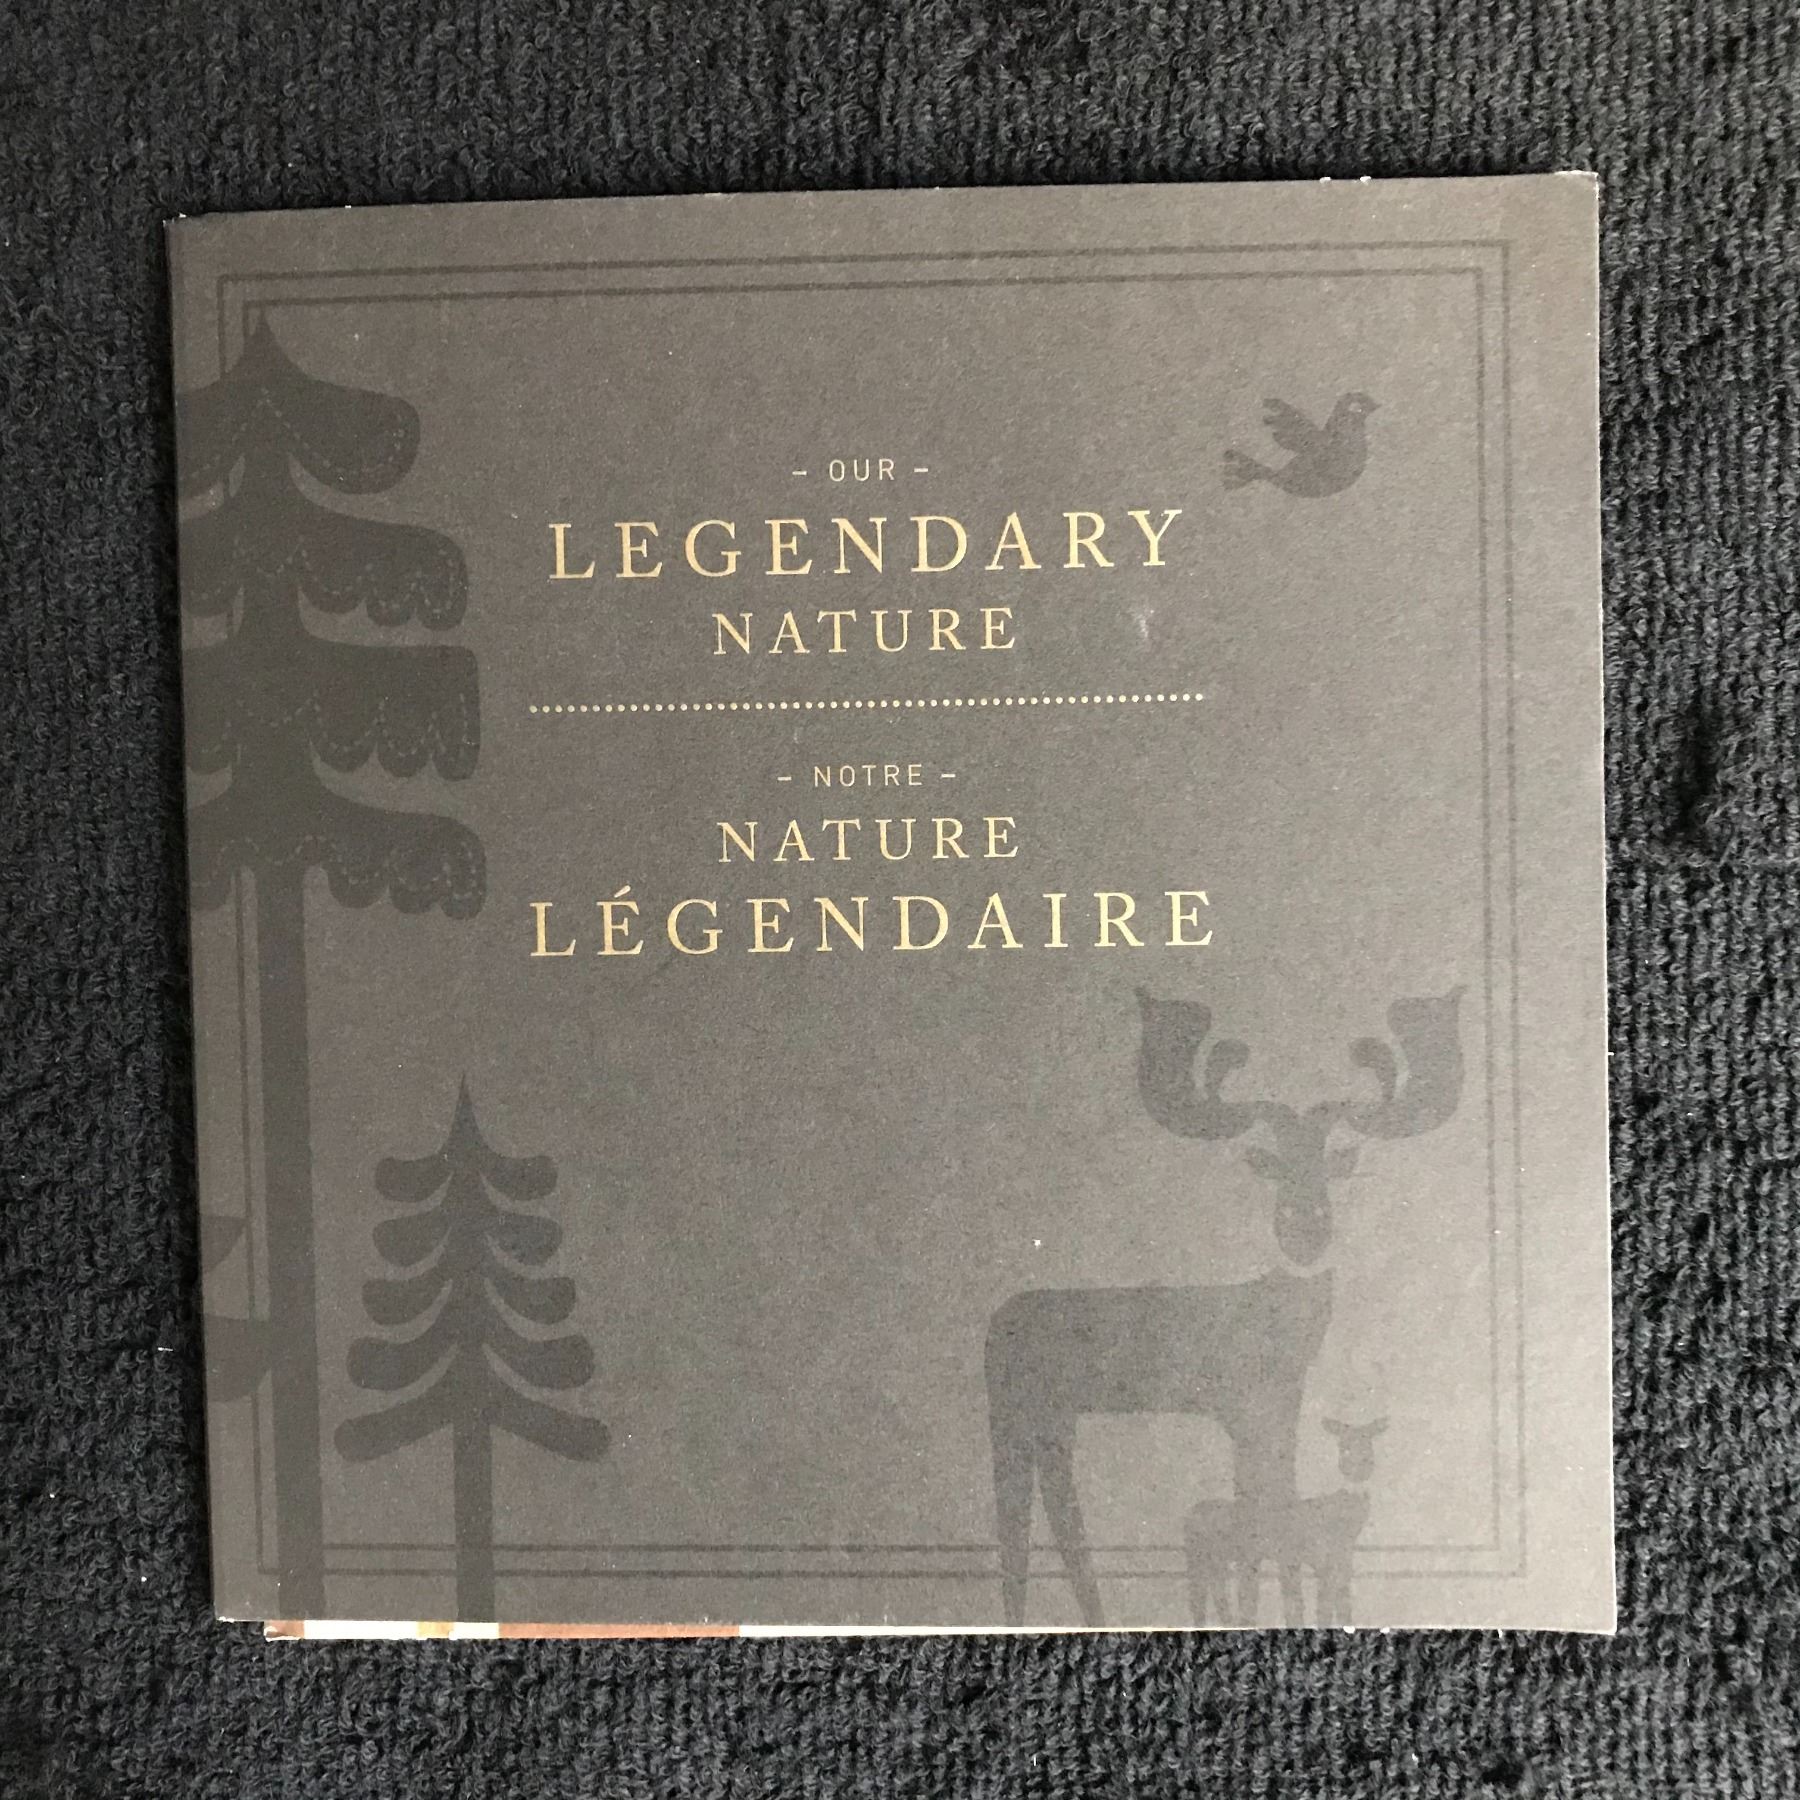 – OUR –
LEGENDARY
NATURE
– NOTRE –
NATURE
LÉGENDAIRE